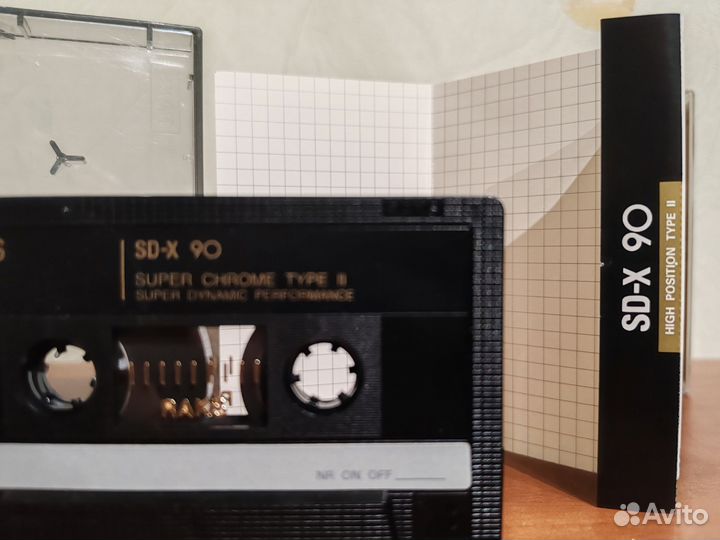 SD-X 90
SUPER CHROME TYPE II
SUPER DYNAMIC PERFORMANCE
RAKS
NR ON OFF
SD-X 90
HIGH POSITION TYPE II
Avito